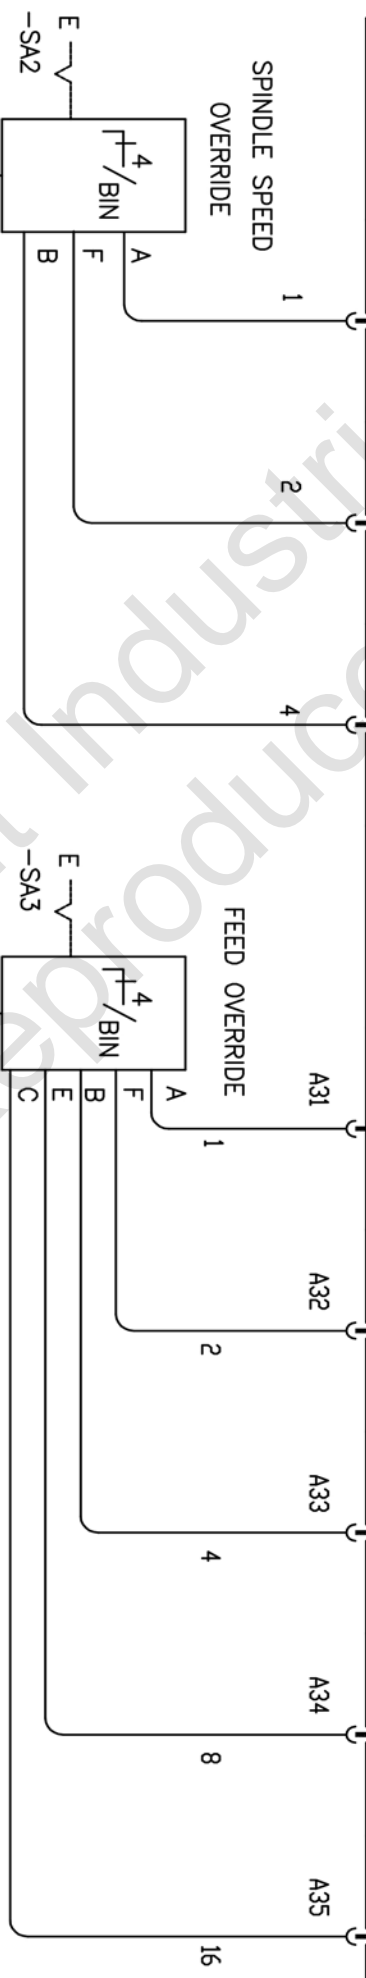 SPINDLE SPEED
OVERRIDE
E
-SA2
4
BIN
A
F
B
1
2
4
FEED OVERRIDE
E
-SA3
4
BIN
A
F
B
E
C
A31
1
A32
2
A33
4
A34
8
A35
16